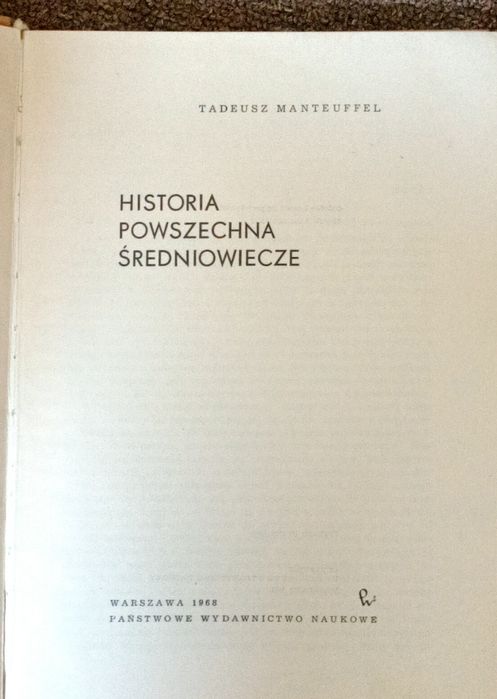 TADEUSZ MANTEUFFEL
HISTORIA
POWSZECHNA
ŚREDNIOWIECZE
WARSZAWA 1968
PAŃSTWOWE WYDAWNICTWO NAUKOWE